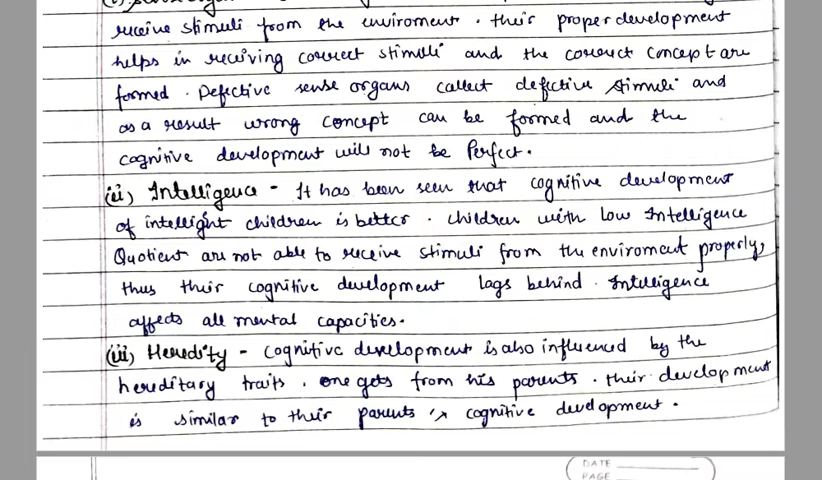 receive stimuli from the enviroment. their proper development
helps in receiving correct stimuli and the correct concept are
formed. Defective sense organs collect defective stimuli and
as a result wrong concept can be formed and the
cognitive development will not be Perfect.
(ii) Intelligence - It has been seen that cognitive development
of intelligent children is better. children with low Intelligence
Quotient are not able to receive stimuli from the enviroment properly,
thus their cognitive development lags behind. Intelligence
affects all mental capacities.
(iii) Heredity - cognitive development is also influenced by the
hereditary traits. one gets from his parents. their development
is similar to their parents's cognitive development.
DATE
PAGE